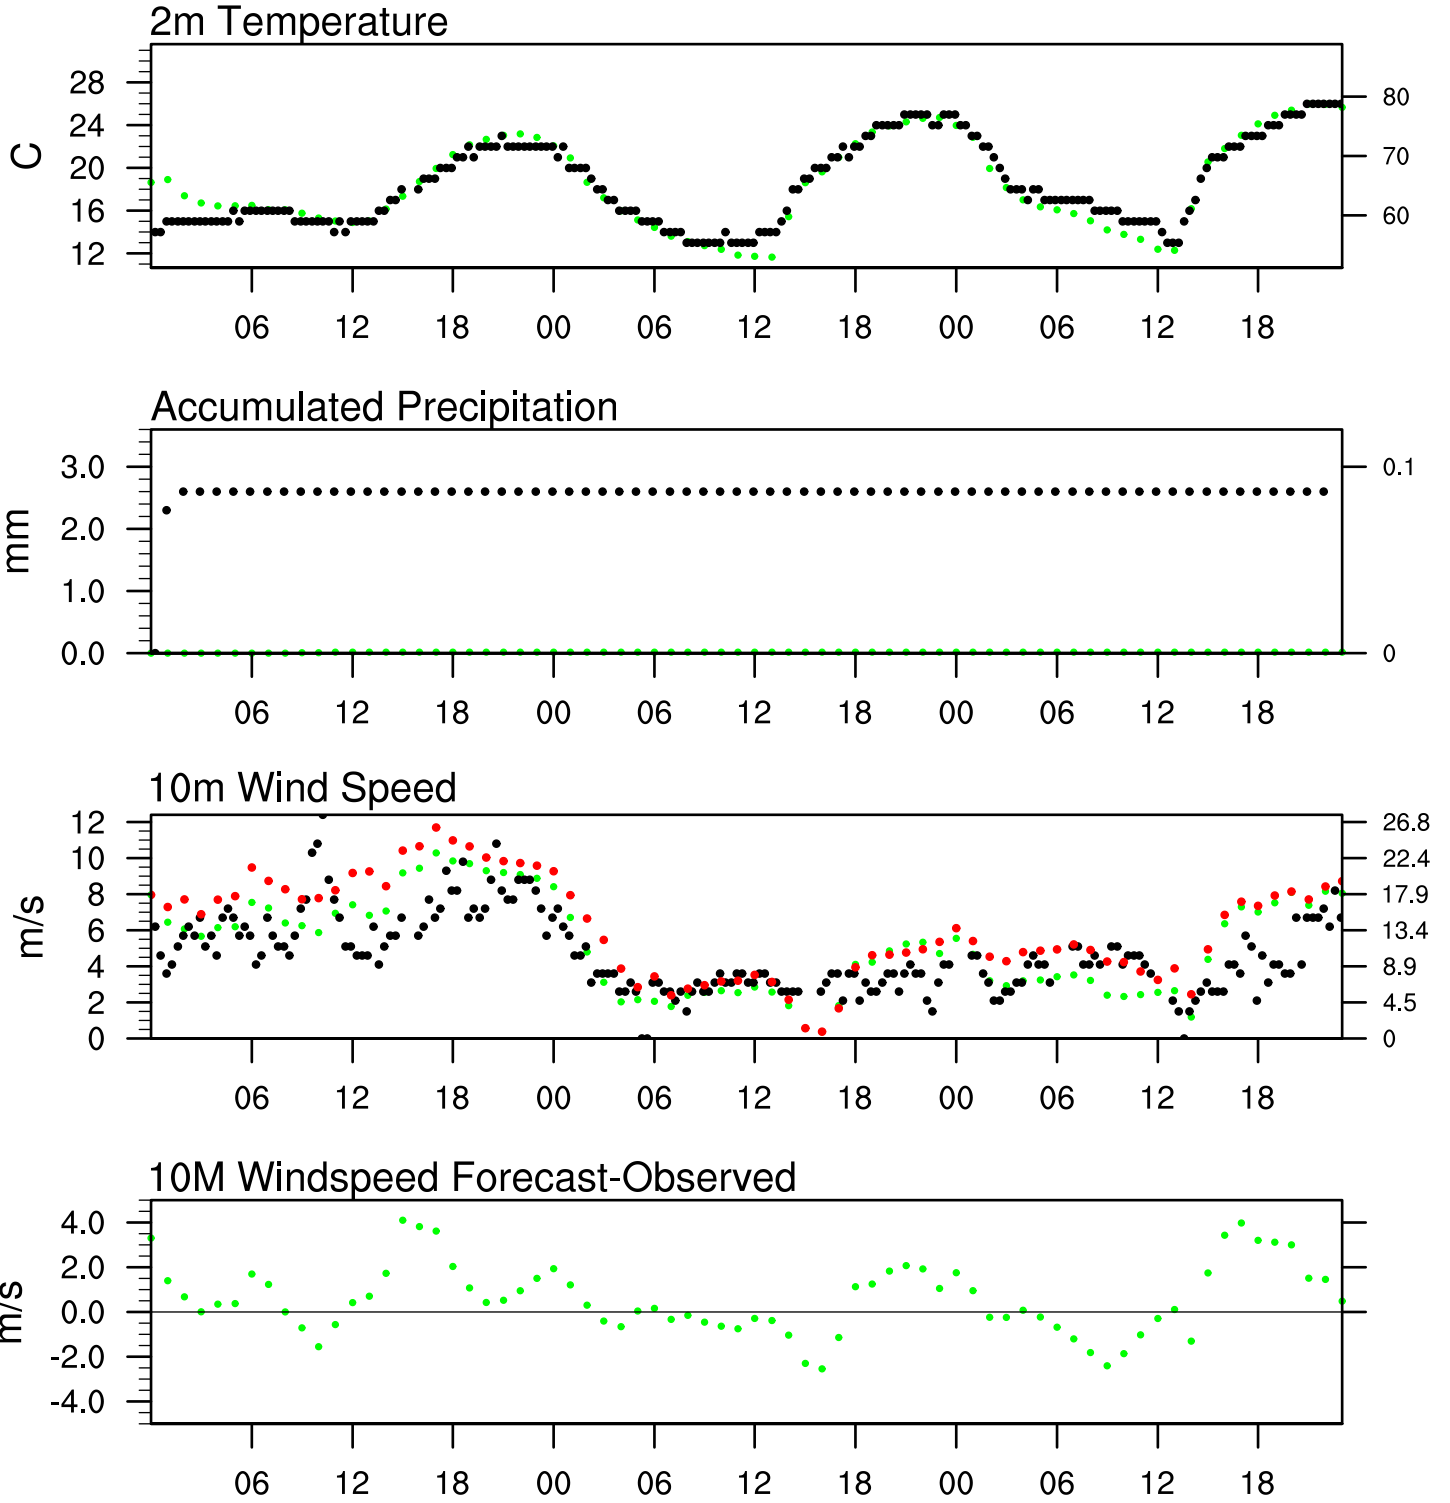 2m Temperature
C
28
24
20
16
12
80
70
60
06 12 18 00 06 12 18 00 06 12 18
Accumulated Precipitation
mm
3.0
2.0
1.0
0.0
0.1
0
06 12 18 00 06 12 18 00 06 12 18
10m Wind Speed
m/s
12
10
8
6
4
2
0
26.8
22.4
17.9
13.4
8.9
4.5
0
06 12 18 00 06 12 18 00 06 12 18
10M Windspeed Forecast-Observed
m/s
4.0
2.0
0.0
-2.0
-4.0
06 12 18 00 06 12 18 00 06 12 18